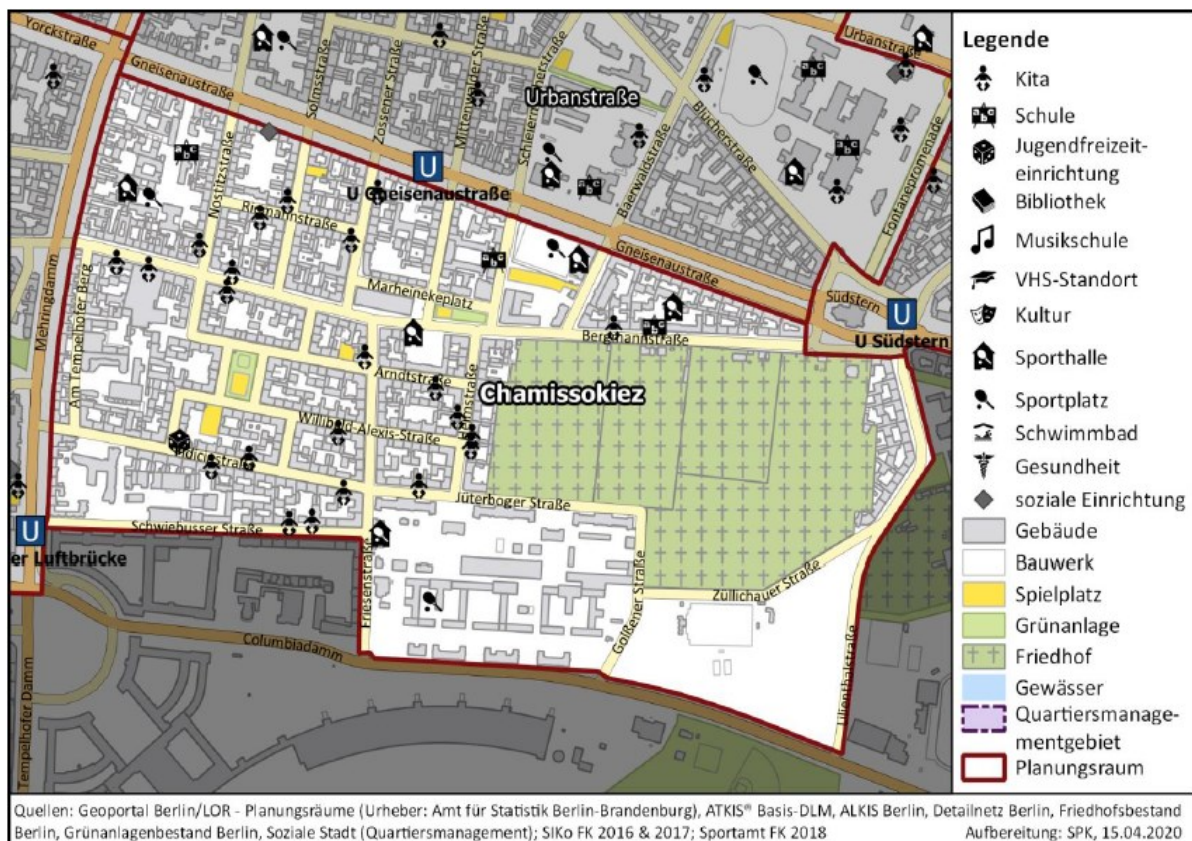 Yorckstraße
Gneisenaustraße
Solmsstraße
Zossener Straße
Mittenwalder Straße
Urbanstraße
Urbanstraße
Blücherstraße
Baerwaldstraße
Fontanepromenade
Nostitzstraße
U
U Gneisenaustraße
Riemannstraße
Gneisenaustraße
Mehringdamm
Am Tempelhofer Berg
Marheinekeplatz
Südstern
U
U Südstern
Bergmannstraße
Arndtstraße
Chamissokiez
Willibald-Alexis-Straße
Jüterboger Straße
Schwiebusser Straße
U
er Luftbrücke
Friesenstraße
Golßener Straße
Züllichauer Straße
Lilienthalstraße
Columbiadamm
Tempelhofer Damm
Legende
Kita
abc Schule
Jugendfreizeit-
einrichtung
Bibliothek
Musikschule
VHS-Standort
Kultur
Sporthalle
Sportplatz
Schwimmbad
Gesundheit
soziale Einrichtung
Gebäude
Bauwerk
Spielplatz
Grünanlage
Friedhof
Gewässer
Quartiersmanage-
mentgebiet
Planungsraum
Quellen: Geoportal Berlin/LOR - Planungsräume (Urheber: Amt für Statistik Berlin-Brandenburg), ATKIS® Basis-DLM, ALKIS Berlin, Detailnetz Berlin, Friedhofsbestand
Berlin, Grünanlagenbestand Berlin, Soziale Stadt (Quartiersmanagement); SIKo FK 2016 & 2017; Sportamt FK 2018
Aufbereitung: SPK, 15.04.2020